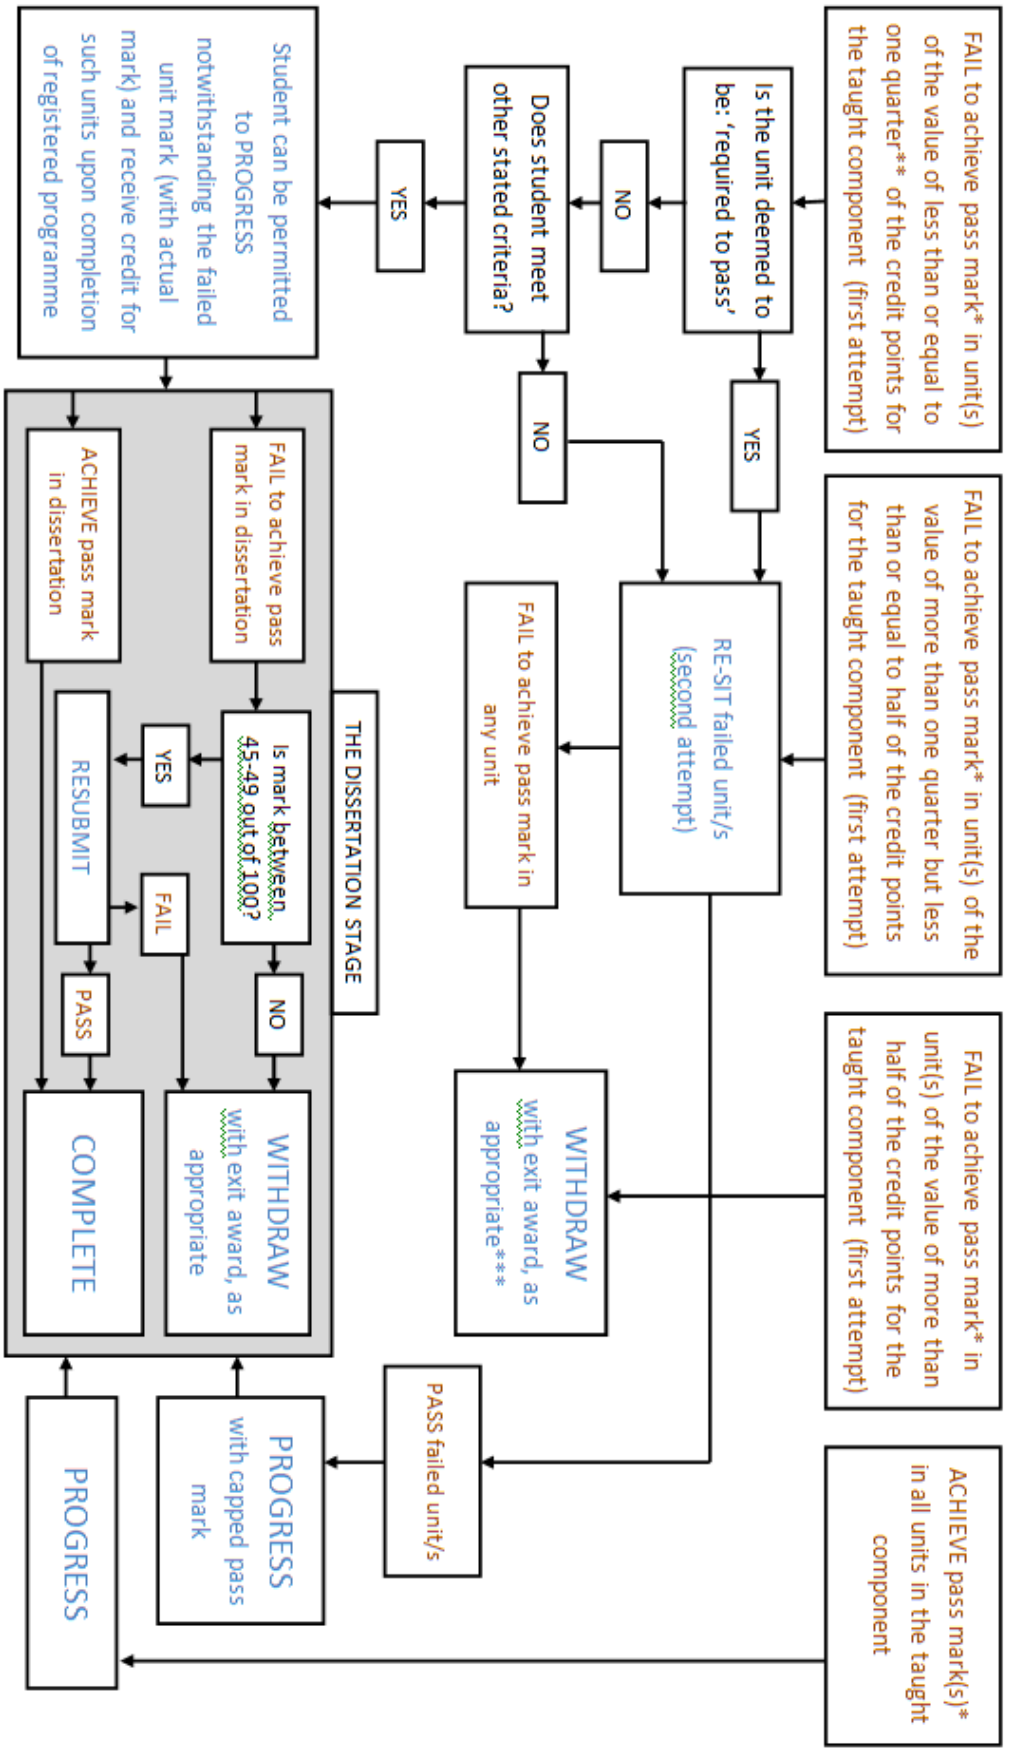 FAIL to achieve pass mark* in unit(s)
of the value of less than or equal to
one quarter** of the credit points for
the taught component (first attempt)
FAIL to achieve pass mark* in unit(s) of the
value of more than one quarter but less
than or equal to half of the credit points
for the taught component (first attempt)
FAIL to achieve pass mark* in
unit(s) of the value of more than
half of the credit points for the
taught component (first attempt)
ACHIEVE pass mark(s)*
in all units in the taught
component
Is the unit deemed to
be: ‘required to pass’
YES
NO
RE-SIT failed unit/s
(second attempt)
Does student meet
other stated criteria?
NO
YES
FAIL to achieve pass mark in
any unit
WITHDRAW
with exit award, as
appropriate***
PASS failed unit/s
Student can be permitted
to PROGRESS
notwithstanding the failed
unit mark (with actual
mark) and receive credit for
such units upon completion
of registered programme
THE DISSERTATION STAGE
FAIL to achieve pass
mark in dissertation
Is mark between
45-49 out of 100?
NO
WITHDRAW
with exit award, as
appropriate
YES
FAIL
RESUBMIT
PASS
ACHIEVE pass mark
in dissertation
COMPLETE
PROGRESS
with capped pass
mark
PROGRESS